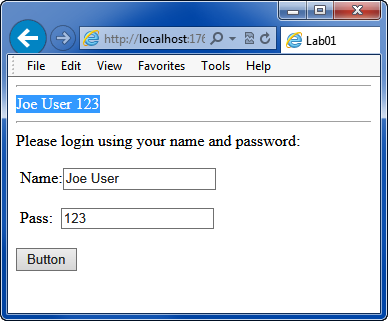 http://localhost:176
Lab01
File Edit View Favorites Tools Help
Joe User 123
Please login using your name and password:
Name: Joe User
Pass: 123
Button